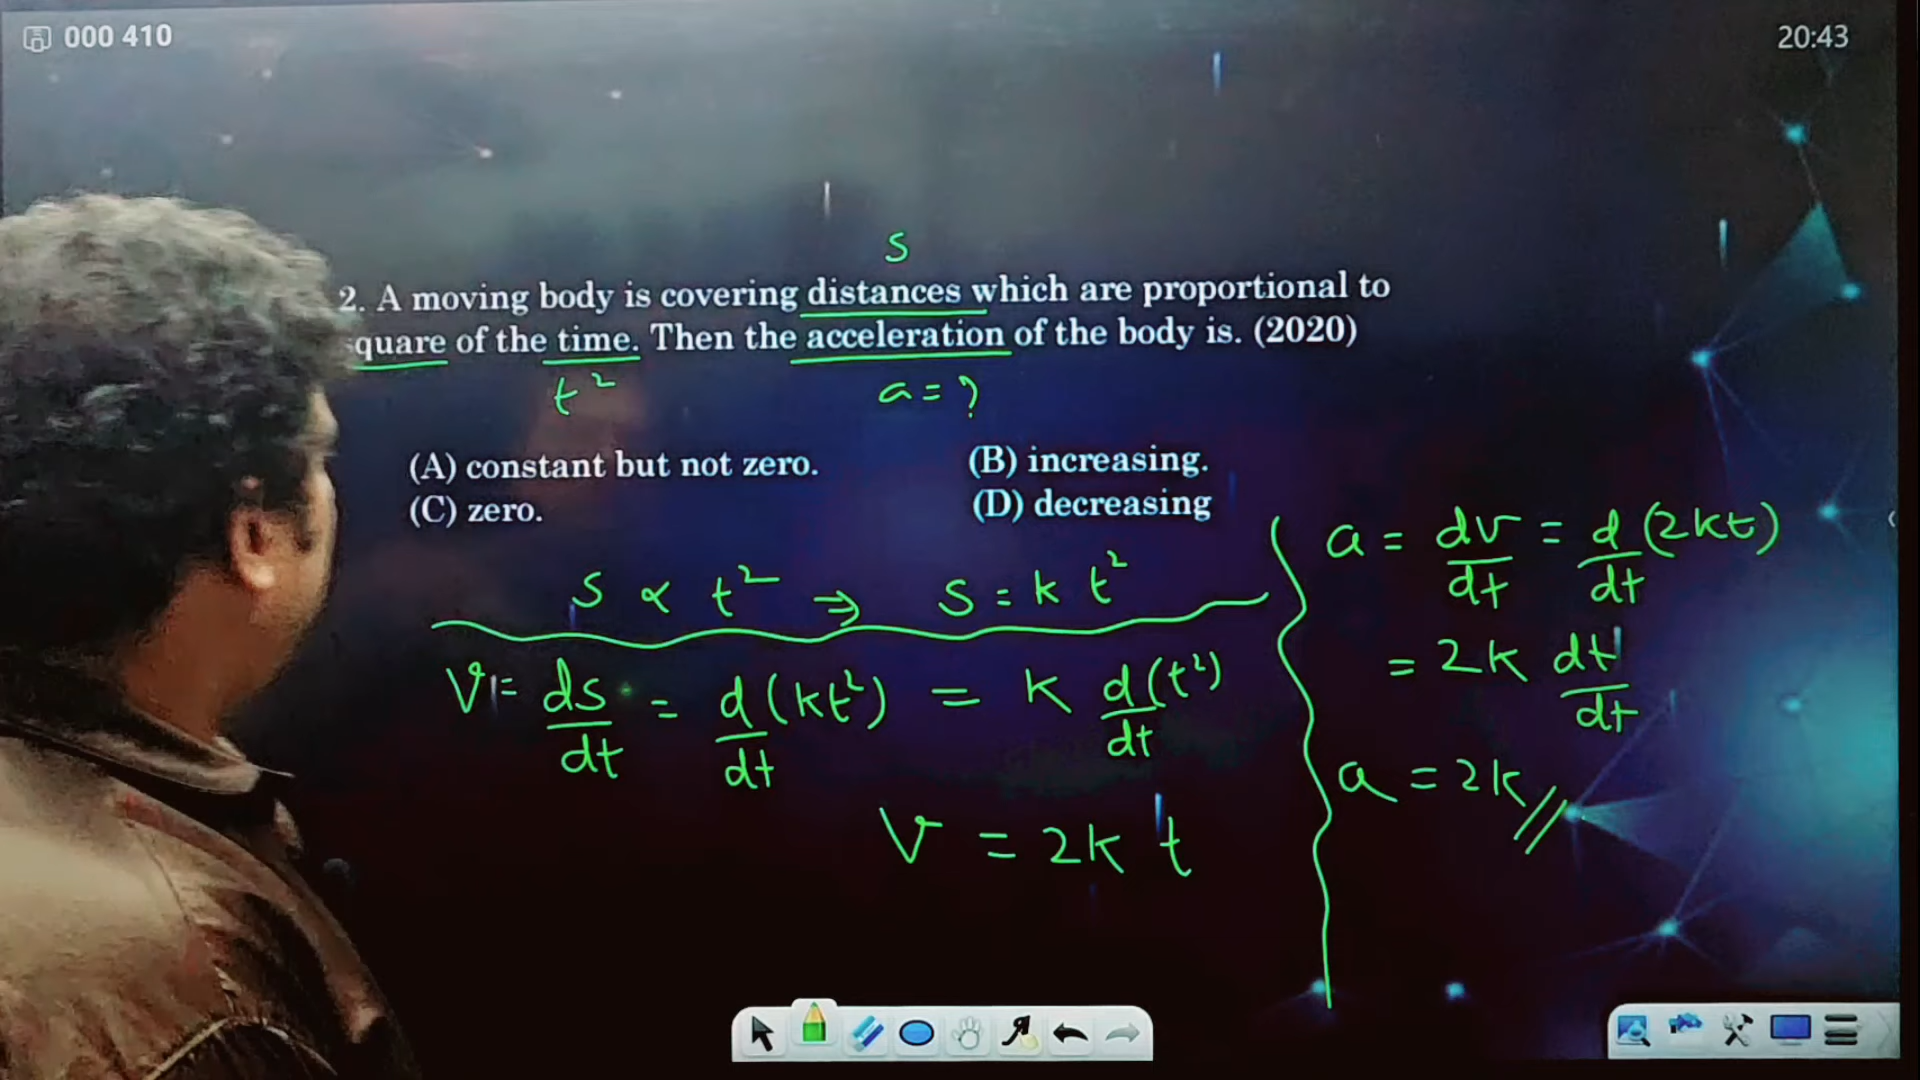 000 410
20:43
S
2. A moving body is covering distances which are proportional to
quare of the time. Then the acceleration of the body is. (2020)
t² a = ?
(A) constant but not zero. (B) increasing.
(C) zero. (D) decreasing
S ∝ t² ⇒ S = k t²
V = ds/dt = d/dt (kt²) = K d(t²)/dt
V = 2k t
a = dv/dt = d/dt (2kt)
= 2k dt/dt
a = 2k //